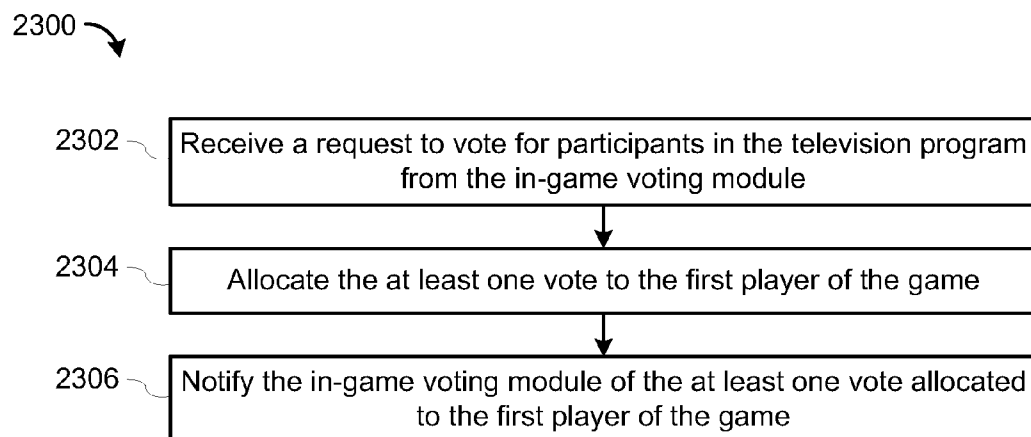 2300
2302
Receive a request to vote for participants in the television program
from the in-game voting module
2304
Allocate the at least one vote to the first player of the game
2306
Notify the in-game voting module of the at least one vote allocated
to the first player of the game